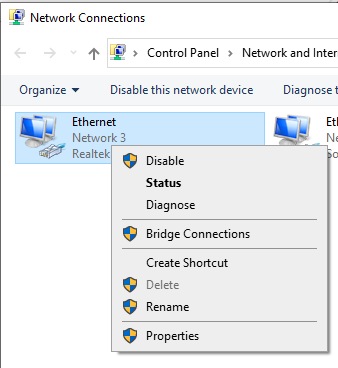 Network Connections
Control Panel
Network and Inter
Organize
Disable this network device
Diagnose t
Ethernet
Network 3
Realtek
Et
So
Disable
Status
Diagnose
Bridge Connections
Create Shortcut
Delete
Rename
Properties